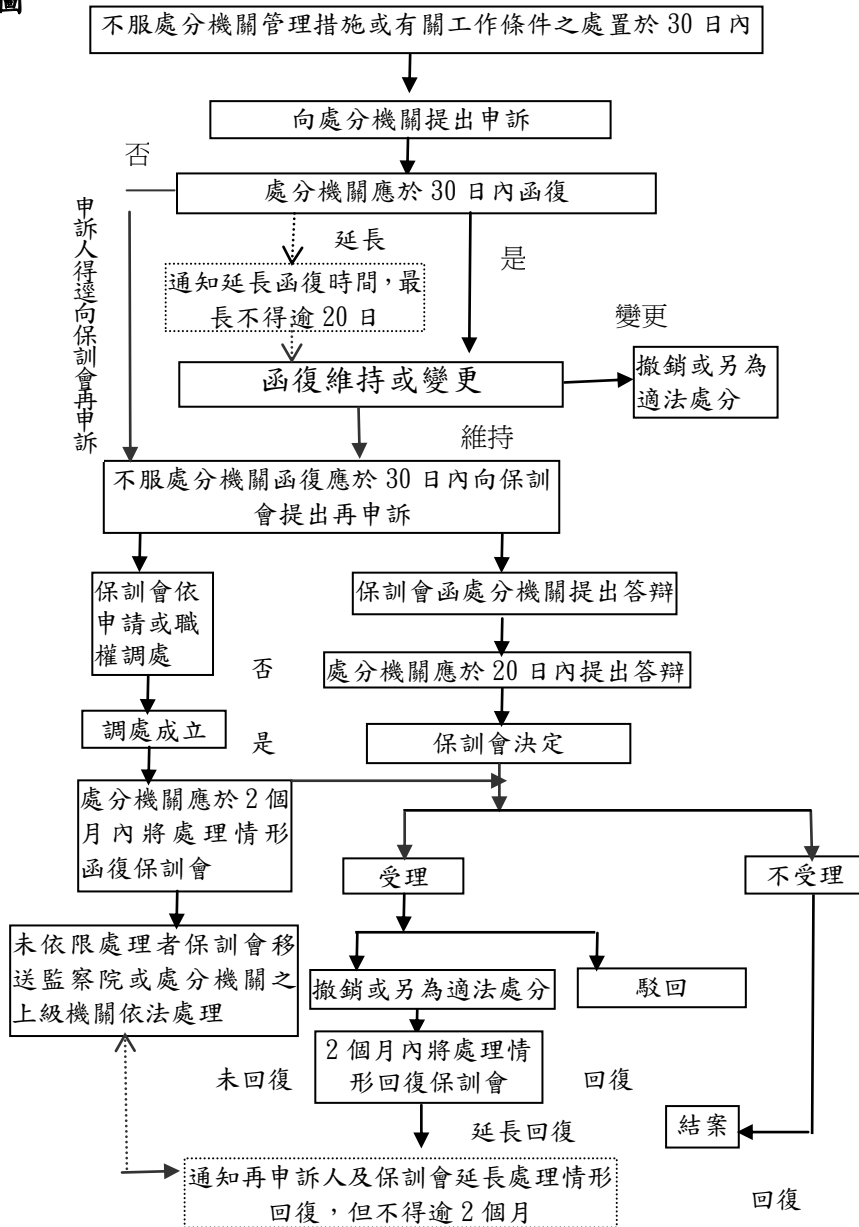 圖
不服處分機關管理措施或有關工作條件之處置於 30 日內
向處分機關提出申訴
否
處分機關應於 30 日內函復
申訴人得逕向保訓會再申訴
延長
是
通知延長函復時間，最
長不得逾 20 日
變更
函復維持或變更
撤銷或另為
適法處分
維持
不服處分機關函復應於 30 日內向保訓
會提出再申訴
保訓會依
申請或職
權調處
保訓會函處分機關提出答辯
否
處分機關應於 20 日內提出答辯
調處成立
是
保訓會決定
處分機關應於 2 個
月內將處理情形
函復保訓會
受理
不受理
未依限處理者保訓會移
送監察院或處分機關之
上級機關依法處理
撤銷或另為適法處分
駁回
2 個月內將處理情
形回復保訓會
未回復
回復
延長回復
結案
通知再申訴人及保訓會延長處理情形
回復，但不得逾 2 個月
回復